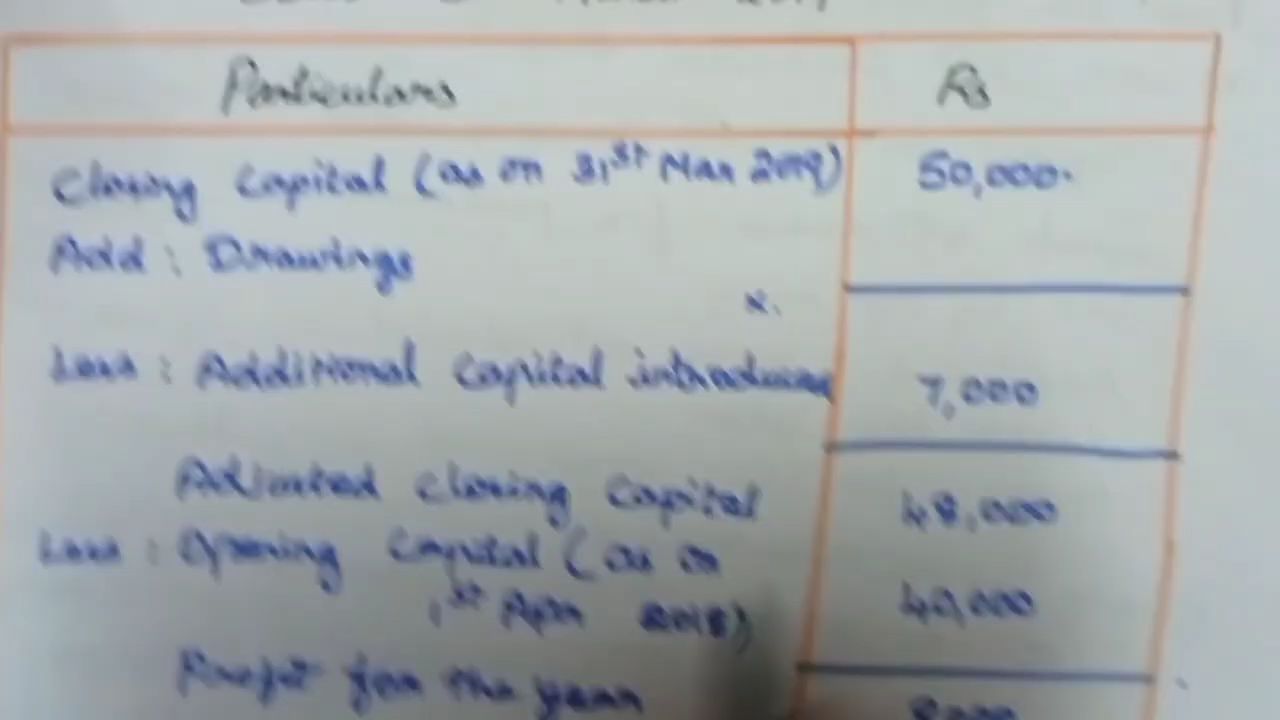 Particulars Rs
Closing Capital (as on 31st Mar 2019) 50,000.
Add : Drawings
x.
Less : Additional Capital introduced 7,000
Adjusted Closing Capital 48,000
Less : Opening Capital (as on
1st Apr 2018) 40,000
Profit for the year 8000